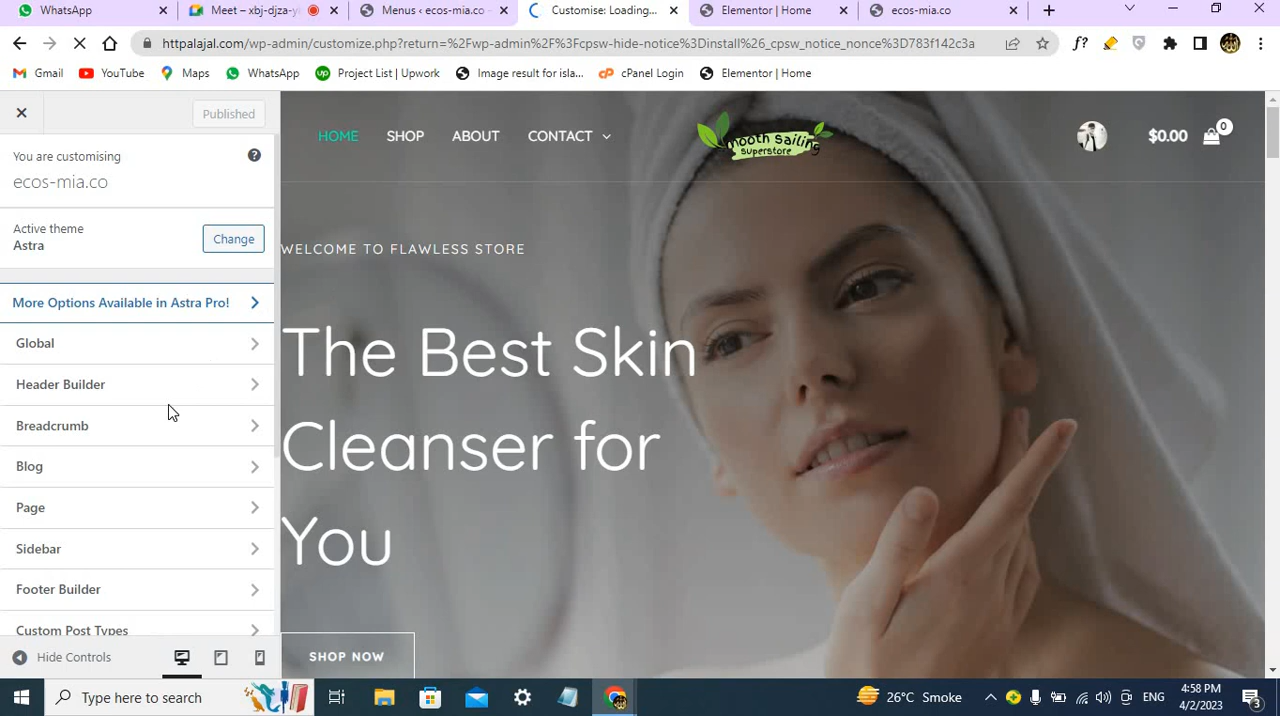 WhatsApp
Meet – xbj-djza-yi
Menus ‹ ecos-mia.co –
Customise: Loading...
Elementor | Home
ecos-mia.co
httpalajal.com/wp-admin/customize.php?return=%2Fwp-admin%2F%3Fcpsw-hide-notice%3Dinstall%26_cpsw_notice_nonce%3D783f142c3a
f?
Gmail
YouTube
Maps
WhatsApp
Project List | Upwork
Image result for isla...
cPanel Login
Elementor | Home
Published
You are customising
ecos-mia.co
Active theme
Astra
Change
More Options Available in Astra Pro!
Global
Header Builder
Breadcrumb
Blog
Page
Sidebar
Footer Builder
Custom Post Types
Hide Controls
HOME
SHOP
ABOUT
CONTACT
mooth sailing
superstore
$0.00
0
WELCOME TO FLAWLESS STORE
The Best Skin
Cleanser for
You
SHOP NOW
Type here to search
26°C Smoke
ENG
4:58 PM
4/2/2023
3